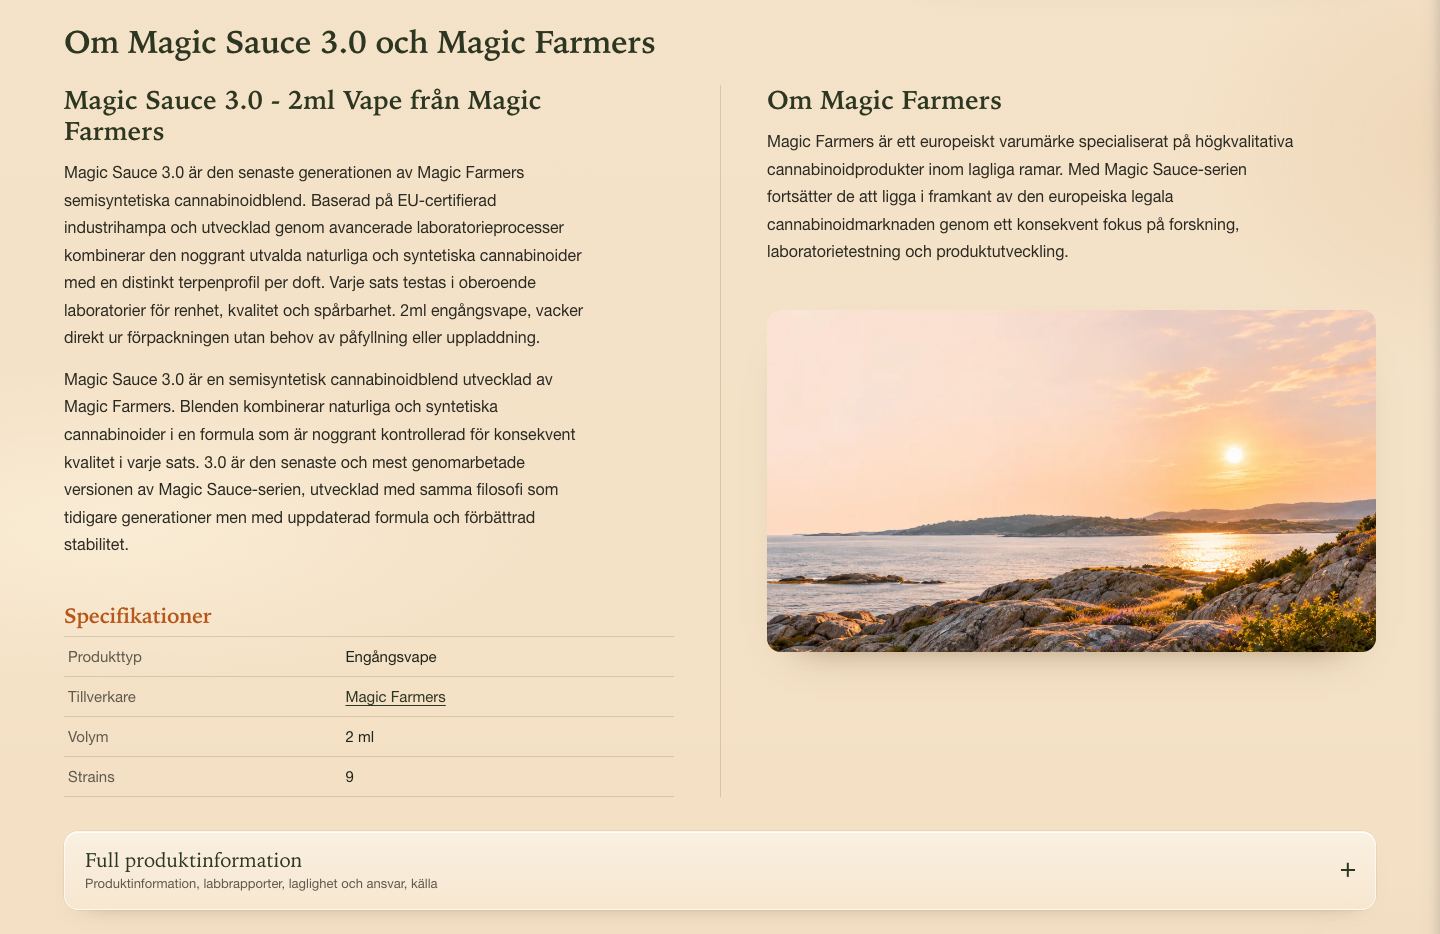 Om Magic Sauce 3.0 och Magic Farmers
Magic Sauce 3.0 - 2ml Vape från Magic
Farmers
Magic Sauce 3.0 är den senaste generationen av Magic Farmers
semisyntetiska cannabinoidblend. Baserad på EU-certifierad
industrihampa och utvecklad genom avancerade laboratorieprocesser
kombinerar den noggrant utvalda naturliga och syntetiska cannabinoider
med en distinkt terpenprofil per doft. Varje sats testas i oberoende
laboratorier för renhet, kvalitet och spårbarhet. 2ml engångsvape, vacker
direkt ur förpackningen utan behov av påfyllning eller uppladdning.
Magic Sauce 3.0 är en semisyntetisk cannabinoidblend utvecklad av
Magic Farmers. Blenden kombinerar naturliga och syntetiska
cannabinoider i en formula som är noggrant kontrollerad för konsekvent
kvalitet i varje sats. 3.0 är den senaste och mest genomarbetade
versionen av Magic Sauce-serien, utvecklad med samma filosofi som
tidigare generationer men med uppdaterad formula och förbättrad
stabilitet.
Specifikationer
Produkttyp Engångsvape
Tillverkare Magic Farmers
Volym 2 ml
Strains 9
Om Magic Farmers
Magic Farmers är ett europeiskt varumärke specialiserat på högkvalitativa
cannabinoidprodukter inom lagliga ramar. Med Magic Sauce-serien
fortsätter de att ligga i framkant av den europeiska legala
cannabinoidmarknaden genom ett konsekvent fokus på forskning,
laboratorietestning och produktutveckling.
Full produktinformation
Produktinformation, labbrapporter, laglighet och ansvar, källa